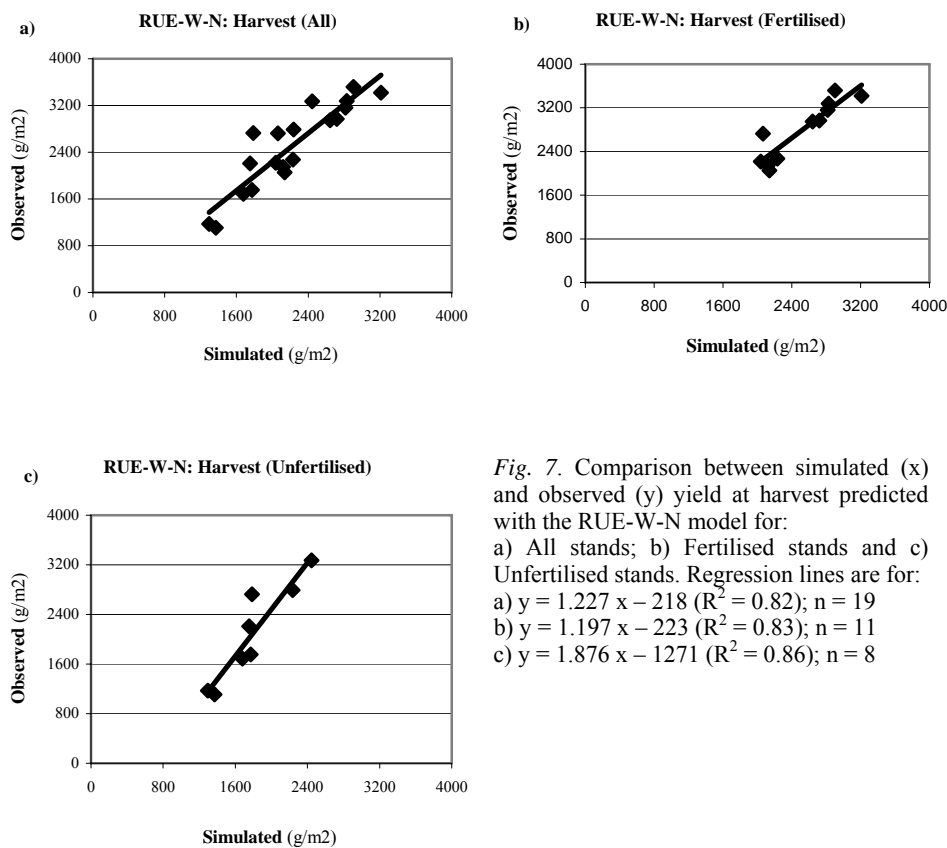 a)
RUE-W-N: Harvest (All)
4000
3200
2400
1600
800
0
0 800 1600 2400 3200 4000
Observed (g/m2)
Simulated (g/m2)
b)
RUE-W-N: Harvest (Fertilised)
4000
3200
2400
1600
800
0
0 800 1600 2400 3200 4000
Observed (g/m2)
Simulated (g/m2)
c)
RUE-W-N: Harvest (Unfertilised)
4000
3200
2400
1600
800
0
0 800 1600 2400 3200 4000
Observed (g/m2)
Simulated (g/m2)
Fig. 7. Comparison between simulated (x)
and observed (y) yield at harvest predicted
with the RUE-W-N model for:
a) All stands; b) Fertilised stands and c)
Unfertilised stands. Regression lines are for:
a) y = 1.227 x – 218 (R² = 0.82); n = 19
b) y = 1.197 x – 223 (R² = 0.83); n = 11
c) y = 1.876 x – 1271 (R² = 0.86); n = 8